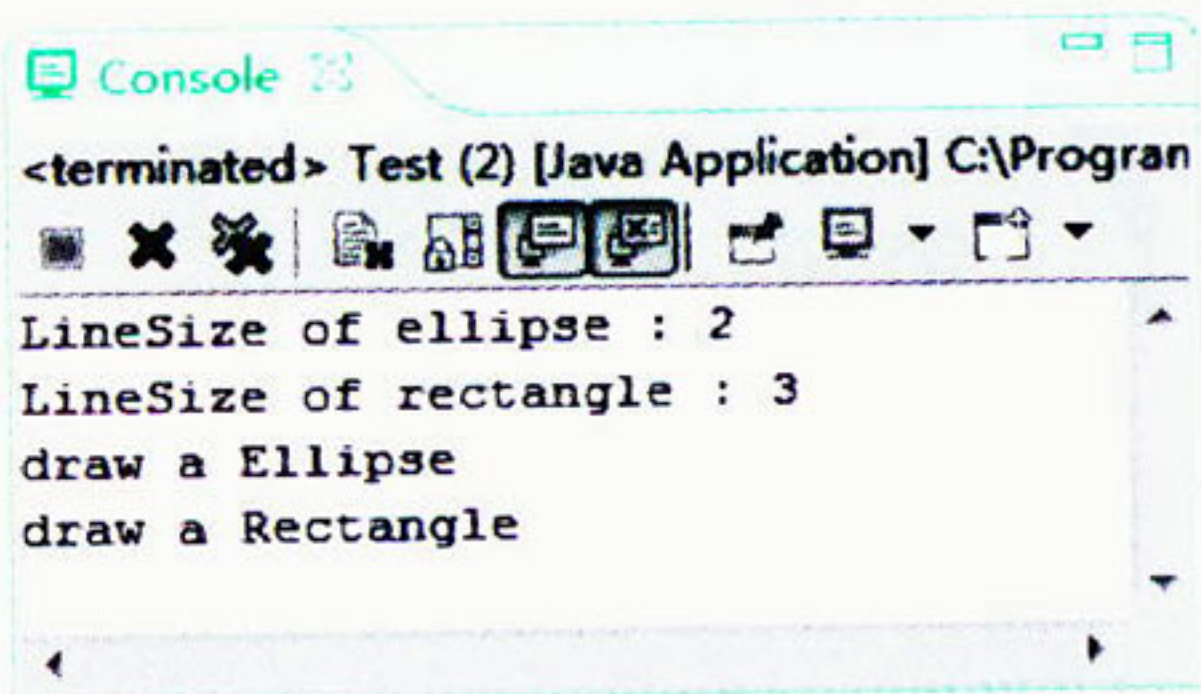 Console
<terminated> Test (2) [Java Application] C:\Progran
LineSize of ellipse : 2
LineSize of rectangle : 3
draw a Ellipse
draw a Rectangle